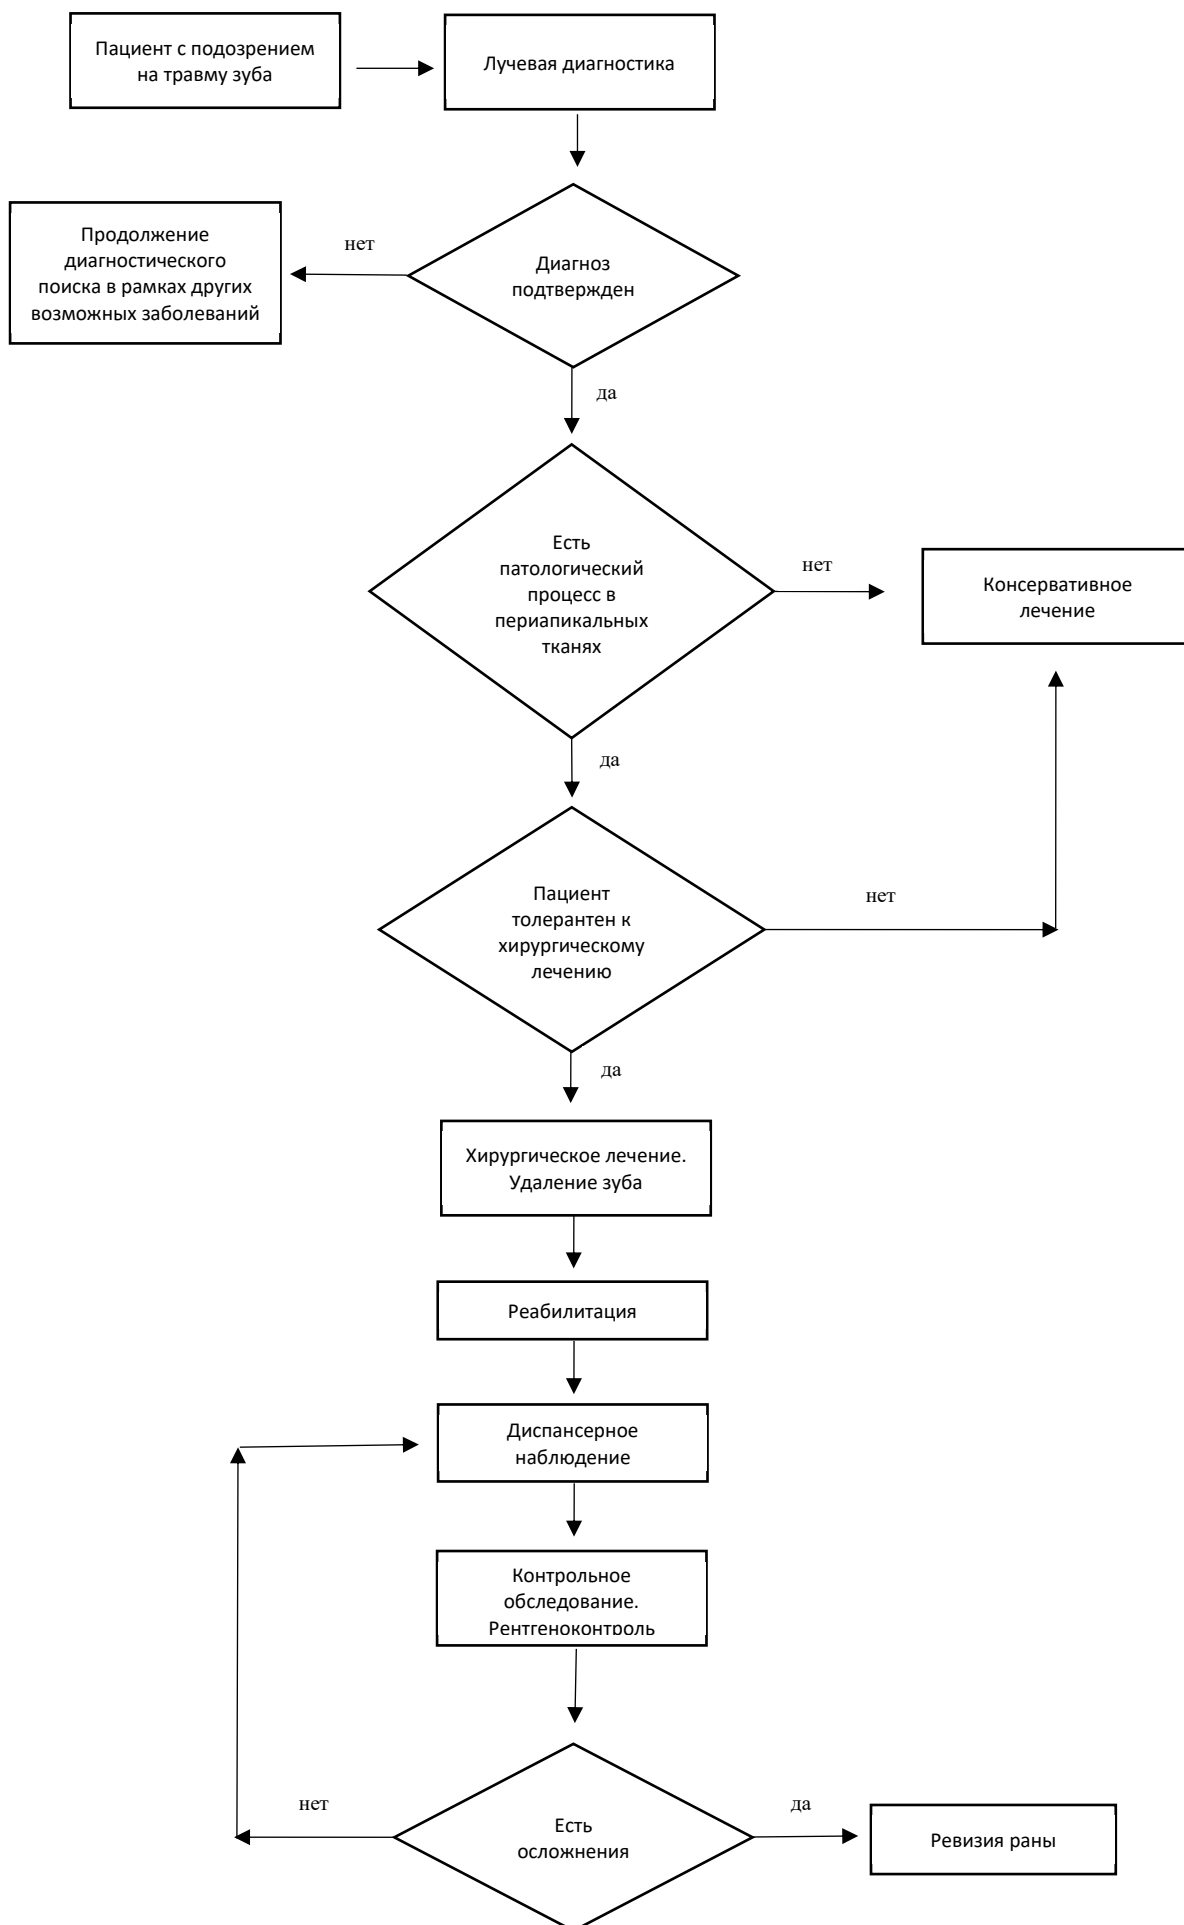 Пациент с подозрением
на травму зуба
Лучевая диагностика
Диагноз
подтвержден
нет
Продолжение
диагностического
поиска в рамках других
возможных заболеваний
да
Есть
патологический
процесс в
периапикальных
тканях
нет
Консервативное
лечение
да
Пациент
толерантен к
хирургическому
лечению
нет
да
Хирургическое лечение.
Удаление зуба
Реабилитация
Диспансерное
наблюдение
Контрольное
обследование.
Рентгеноконтроль
Есть
осложнения
нет
да
Ревизия раны